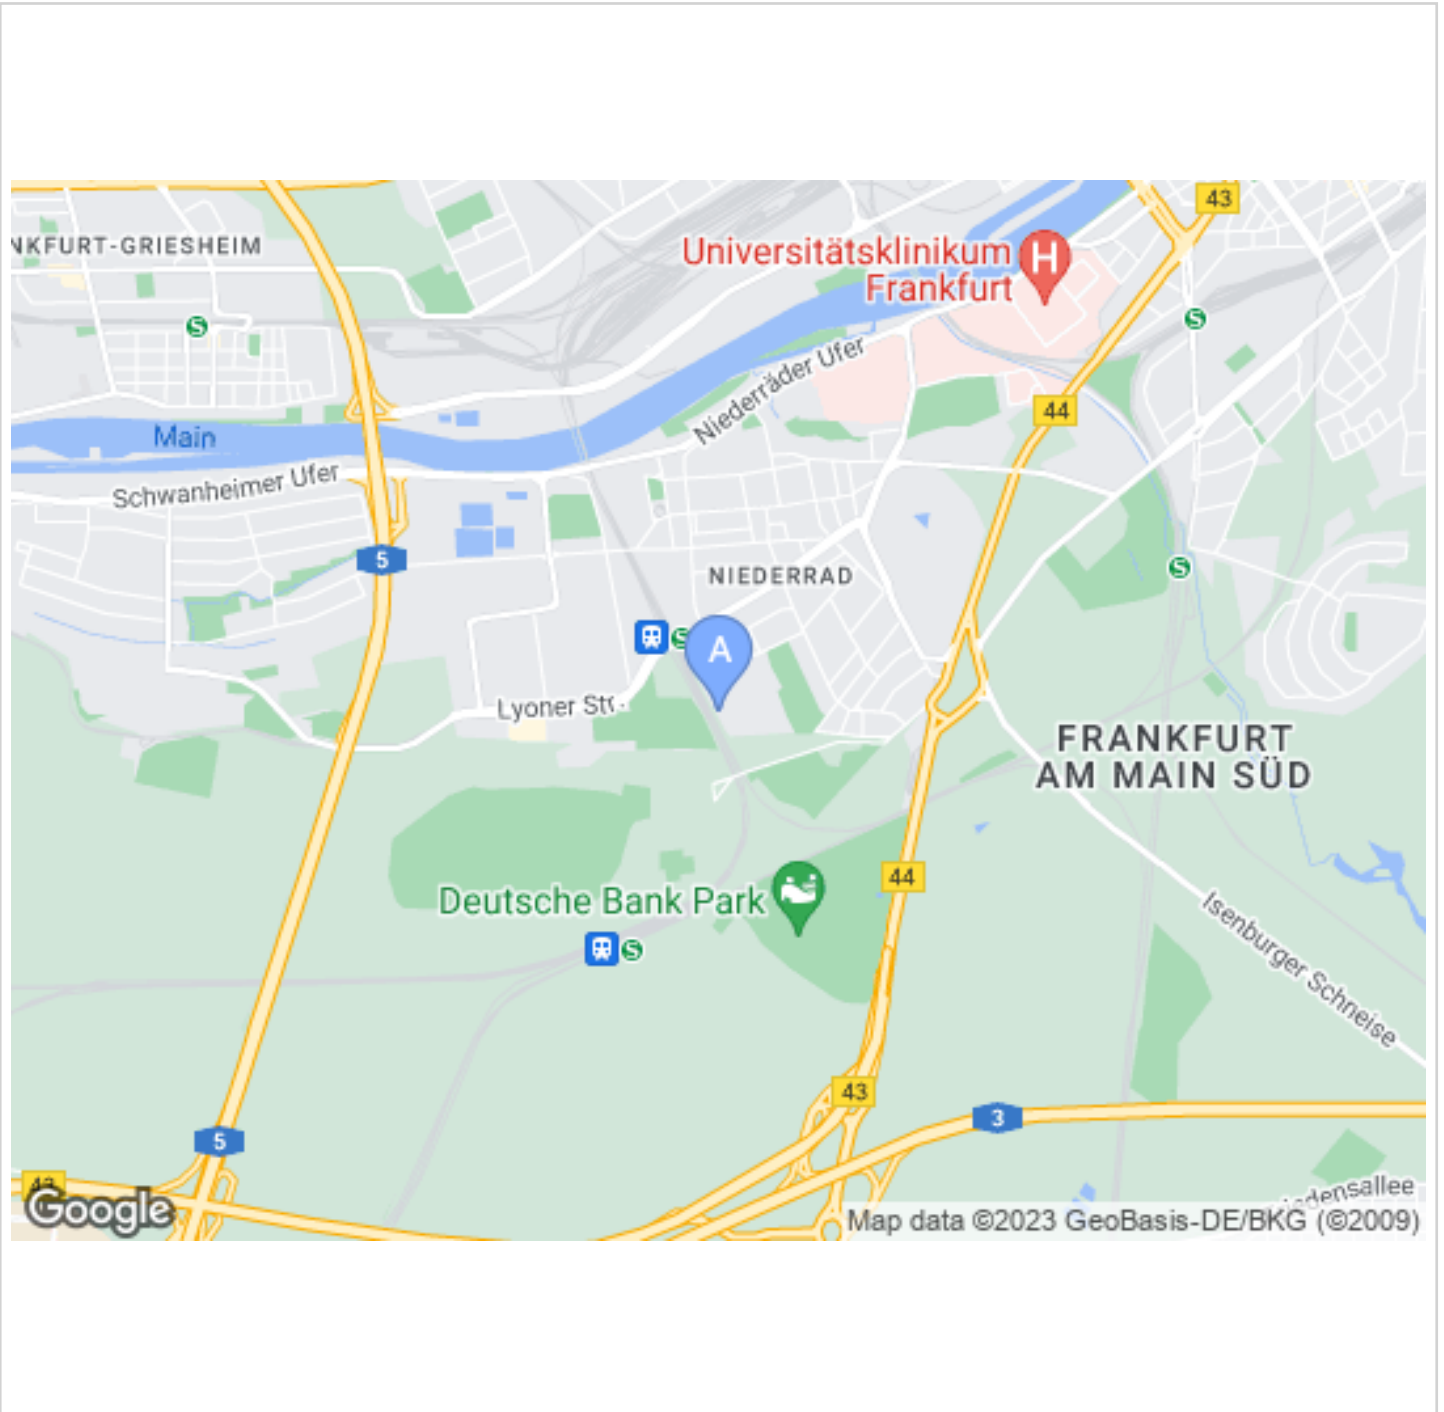 43
NKFURT-GRIESHEIM
Universitätsklinikum
Frankfurt
H
S
S
Niederräder Ufer
44
Main
Schwanheimer Ufer
5
S
NIEDERRAD
S
A
Lyoner Str.
FRANKFURT
AM MAIN SÜD
44
Deutsche Bank Park
S
Isenburger Schneise
43
3
5
43
Google
Map data ©2023 GeoBasis-DE/BKG (©2009)